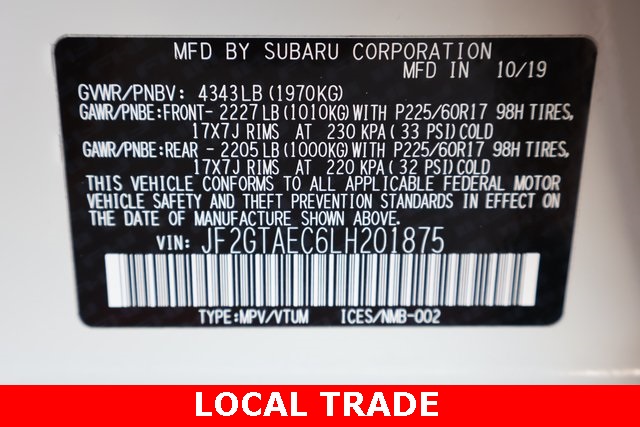 MFD BY SUBARU CORPORATION
MFD IN 10/19
GVWR/PNBV: 4343LB (1970KG)
GAWR/PNBE:FRONT- 2227 LB (1010KG)WITH P225/60R17 98H TIRES,
17X7J RIMS AT 230 KPA (33 PSI)COLD
GAWR/PNBE:REAR - 2205 LB (1000KG)WITH P225/60R17 98H TIRES,
17X7J RIMS AT 220 KPA (32 PSI)COLD
THIS VEHICLE CONFORMS TO ALL APPLICABLE FEDERAL MOTOR
VEHICLE SAFETY AND THEFT PREVENTION STANDARDS IN EFFECT ON
THE DATE OF MANUFACTURE SHOWN ABOVE.
VIN: JF2GTAEC6LH201875
TYPE:MPV/VTUM ICES/NMB-002
LOCAL TRADE